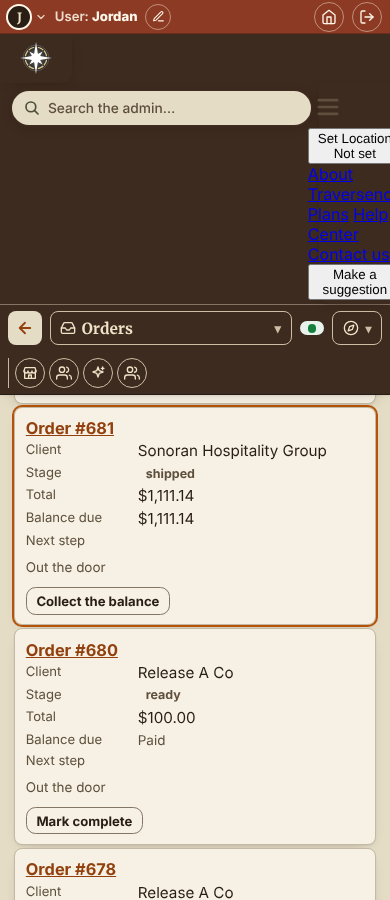 J
User: Jordan
Search the admin...
Set Location
Not set
About
Plans Help
Center
Contact us
Make a
suggestion
Orders
Order #681
Client Sonoran Hospitality Group
Stage shipped
Total $1,111.14
Balance due $1,111.14
Next step
Out the door
Collect the balance
Order #680
Client Release A Co
Stage ready
Total $100.00
Balance due Paid
Next step
Out the door
Mark complete
Order #678
Client Release A Co